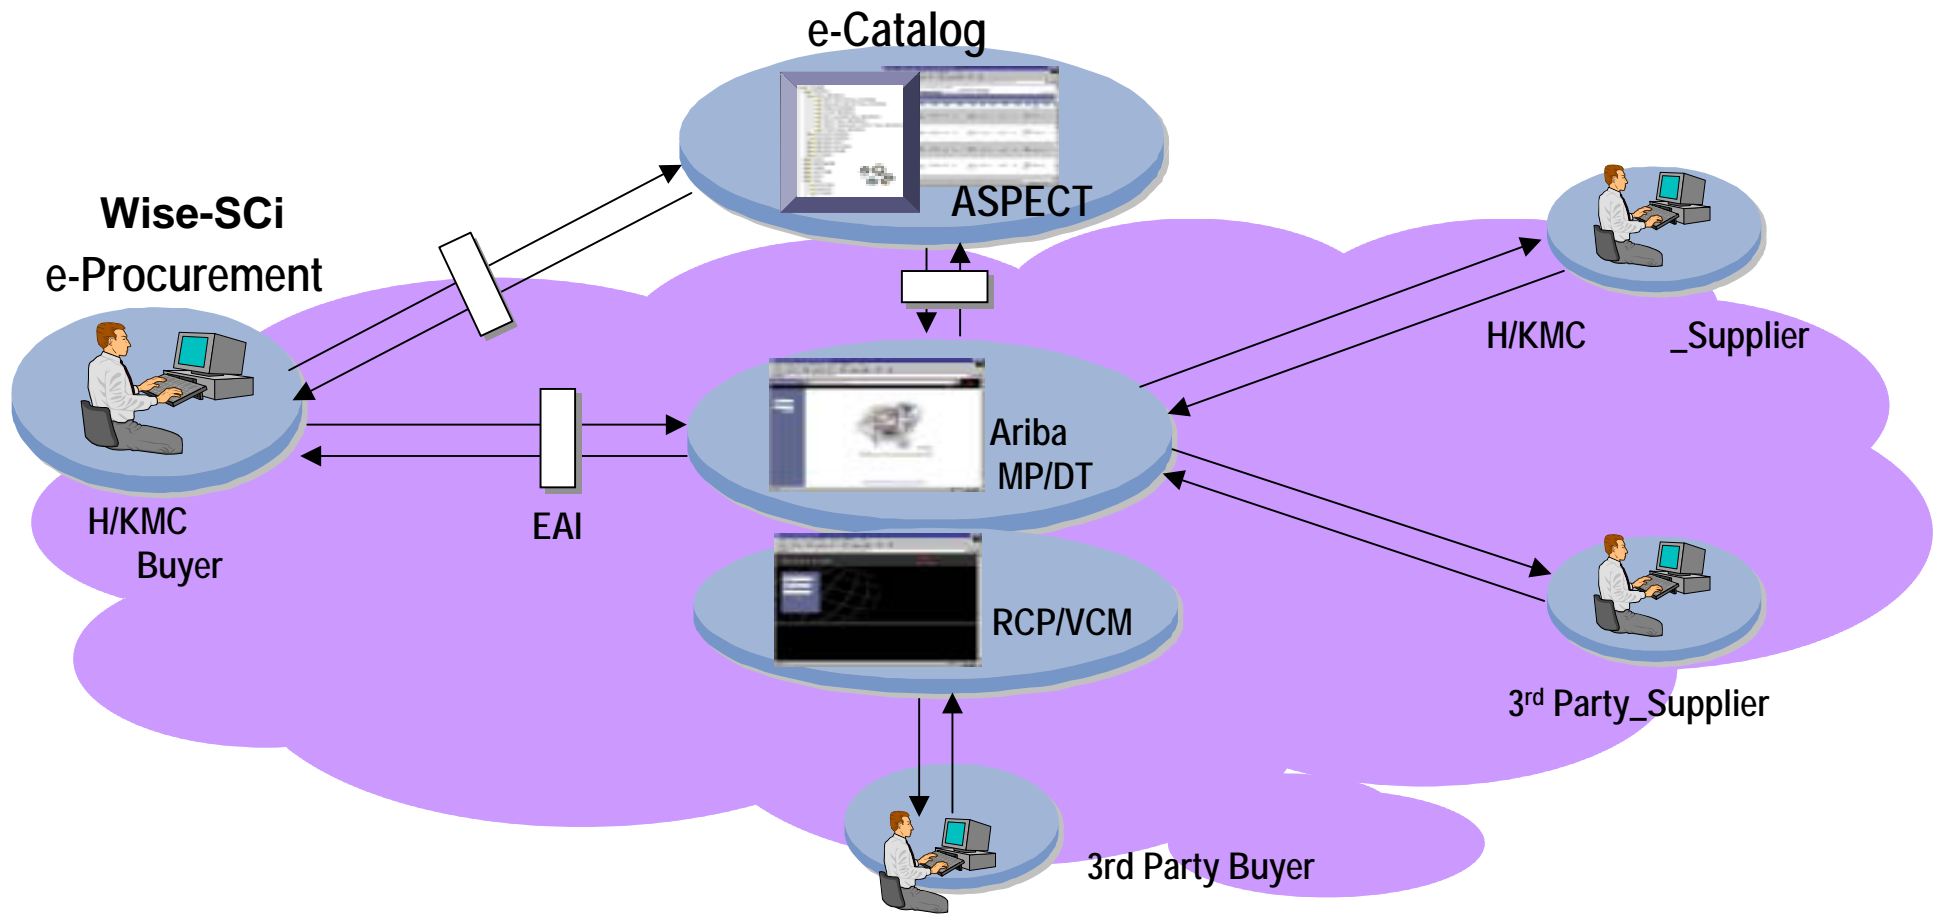 e-Catalog
ASPECT
Wise-SCi
e-Procurement
H/KMC _Supplier
Ariba
MP/DT
H/KMC
Buyer
EAI
RCP/VCM
3rd Party_Supplier
3rd Party Buyer